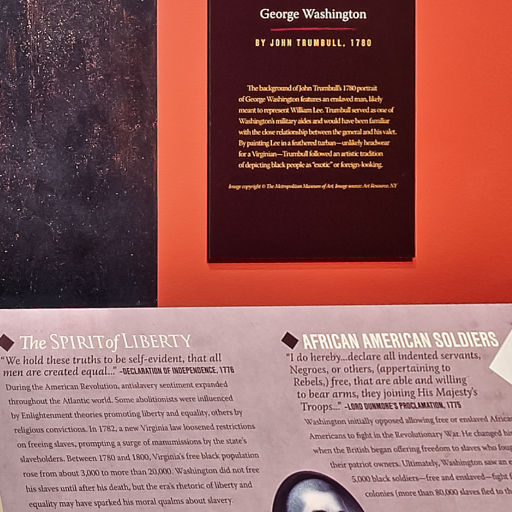 George Washington
BY JOHN TRUMBULL, 1780
The background of John Trumbull's 1780 portrait
of George Washington features an enslaved man, likely
meant to represent William Lee. Trumbull served as one of
Washington's military aides and would have been familiar
with the close relationship between the general and his valet.
By painting Lee in a feathered turban—unlikely headwear
for a Virginian—Trumbull followed an artistic tradition
of depicting black people as "exotic" or foreign-looking.
Image copyright © The Metropolitan Museum of Art. Image source: Art Resource, NY
The SPIRIT of LIBERTY
"We hold these truths to be self-evident, that all
men are created equal..." -DECLARATION OF INDEPENDENCE, 1776
During the American Revolution, antislavery sentiment expanded
throughout the Atlantic world. Some abolitionists were influenced
by Enlightenment theories promoting liberty and equality, others by
religious convictions. In 1782, a new Virginia law loosened restrictions
on freeing slaves, prompting a surge of manumissions by the state's
slaveholders. Between 1780 and 1800, Virginia's free black population
rose from about 3,000 to more than 20,000. Washington did not free
his slaves until after his death, but the era's rhetoric of liberty and
equality may have sparked his moral qualms about slavery.
AFRICAN AMERICAN SOLDIERS
"I do hereby...declare all indented servants,
Negroes, or others, (appertaining to
Rebels,) free, that are able and willing
to bear arms, they joining His Majesty's
Troops..." -LORD DUNMORE'S PROCLAMATION, 1775
Washington initially opposed allowing free or enslaved African
Americans to fight in the Revolutionary War. He changed his
when the British began offering freedom to slaves who
their patriot owners. Ultimately, Washington saw an
5,000 black soldiers—free and enslaved—fight
colonies (more than 80,000 slaves fled to th